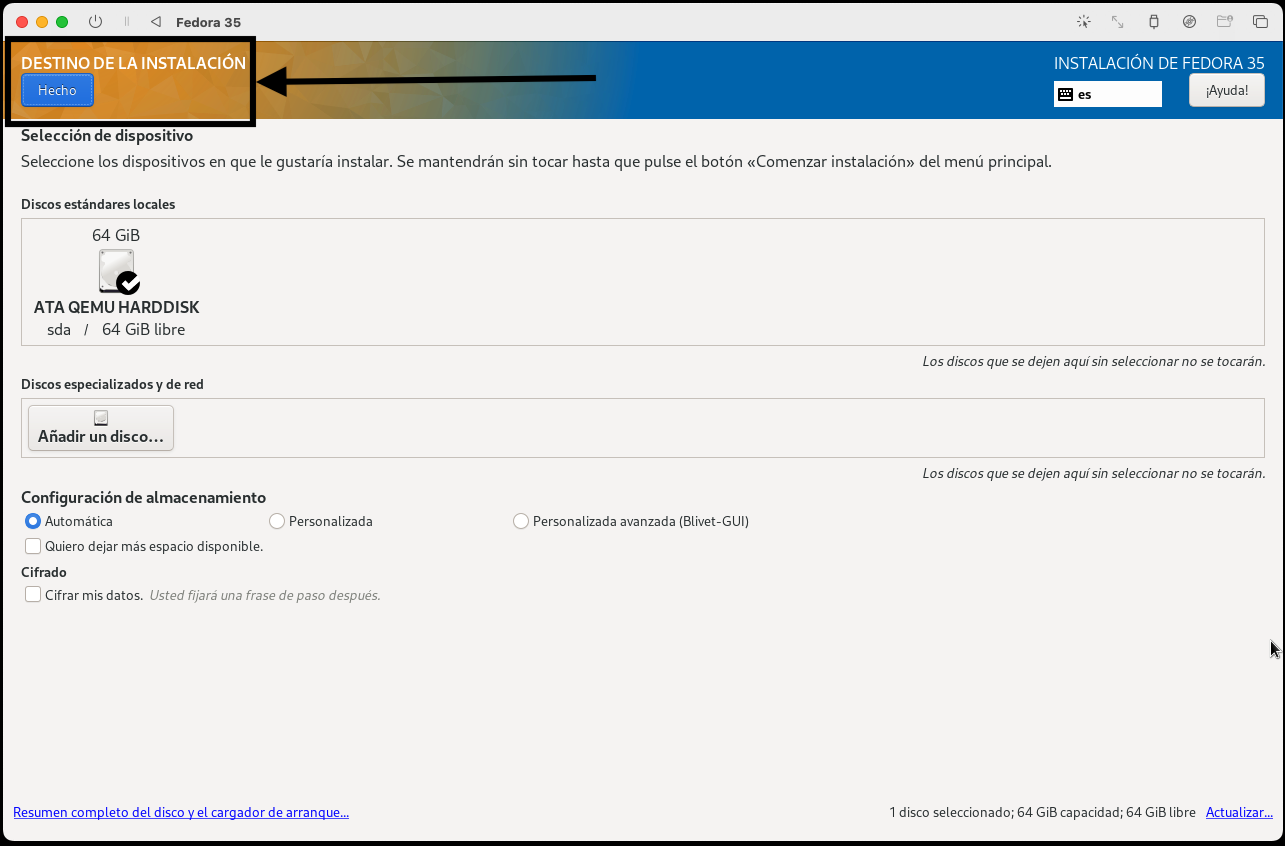 Fedora 35
DESTINO DE LA INSTALACIÓN
INSTALACIÓN DE FEDORA 35
Hecho
es
¡Ayuda!
Selección de dispositivo
Seleccione los dispositivos en que le gustaría instalar. Se mantendrán sin tocar hasta que pulse el botón «Comenzar instalación» del menú principal.
Discos estándares locales
64 GiB
ATA QEMU HARDDISK
sda / 64 GiB libre
Los discos que se dejen aquí sin seleccionar no se tocarán.
Discos especializados y de red
Añadir un disco...
Los discos que se dejen aquí sin seleccionar no se tocarán.
Configuración de almacenamiento
Automática Personalizada Personalizada avanzada (Blivet-GUI)
Quiero dejar más espacio disponible.
Cifrado
Cifrar mis datos. Usted fijará una frase de paso después.
Resumen completo del disco y el cargador de arranque... 1 disco seleccionado; 64 GiB capacidad; 64 GiB libre Actualizar...